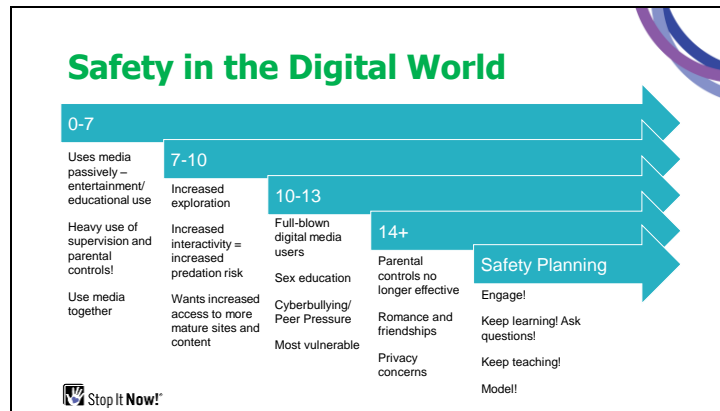 Safety in the Digital World
0-7
Uses media
passively –
entertainment/
educational use
Heavy use of
supervision and
parental
controls!
Use media
together
7-10
Increased
exploration
Increased
interactivity =
increased
predation risk
Wants increased
access to more
mature sites and
content
10-13
Full-blown
digital media
users
Sex education
Cyberbullying/
Peer Pressure
Most vulnerable
14+
Parental
controls no
longer effective
Romance and
friendships
Privacy
concerns
Safety Planning
Engage!
Keep learning! Ask
questions!
Keep teaching!
Model!
Stop It Now!®